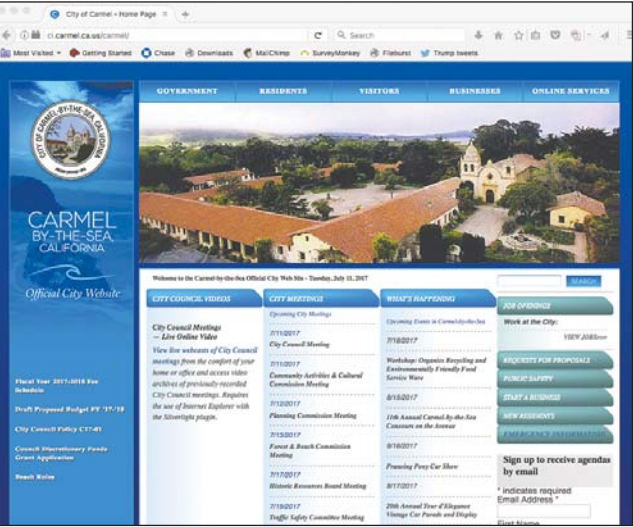 City of Carmel » Home Page
ci.carmel.ca.us/carmel/
Search
Most Visited
Getting Started
Chase
Downloads
MailChimp
SurveyMonkey
Fileburst
Trump tweets
CITY OF CARMEL-BY-THE-SEA, CALIFORNIA
CARMEL
BY-THE-SEA,
CALIFORNIA
Official City Website
Fiscal Year 2017-2018 Fee
Schedule
Draft Proposed Budget FY '17-'18
City Council Policy C17-01
Council Discretionary Funds
Grant Application
Beach Rules
GOVERNMENT
RESIDENTS
VISITORS
BUSINESSES
ONLINE SERVICES
Welcome to the Carmel-by-the-Sea Official City Web Site - Tuesday, July 11, 2017
SEARCH
CITY COUNCIL VIDEOS
City Council Meetings
— Live Online Video
View live webcasts of City Council
meetings from the comfort of your
home or office and access video
archives of previously-recorded
City Council meetings. Requires
the use of Internet Explorer with
the Silverlight plugin.
CITY MEETINGS
Upcoming City Meetings
7/11/2017
City Council Meeting
7/11/2017
Community Activities & Cultural
Commission Meeting
7/12/2017
Planning Commission Meeting
7/13/2017
Forest & Beach Commission
Meeting
7/17/2017
Historic Resources Board Meeting
7/18/2017
Traffic Safety Committee Meeting
WHAT'S HAPPENING
Upcoming Events in Carmel-by-the-Sea
7/18/2017
Workshop: Organics Recycling and
Environmentally Friendly Food
Service Ware
8/15/2017
11th Annual Carmel-by-the-Sea
Concours on the Avenue
8/16/2017
Prancing Pony Car Show
8/17/2017
20th Annual Tour d'Elegance
Vintage Car Parade and Display
JOB OPENINGS
Work at the City:
VIEW JOBS
REQUESTS FOR PROPOSALS
PUBLIC SAFETY
START A BUSINESS
NEW RESIDENTS
EMERGENCY INFORMATION
Sign up to receive agendas
by email
* indicates required
Email Address *
First Name